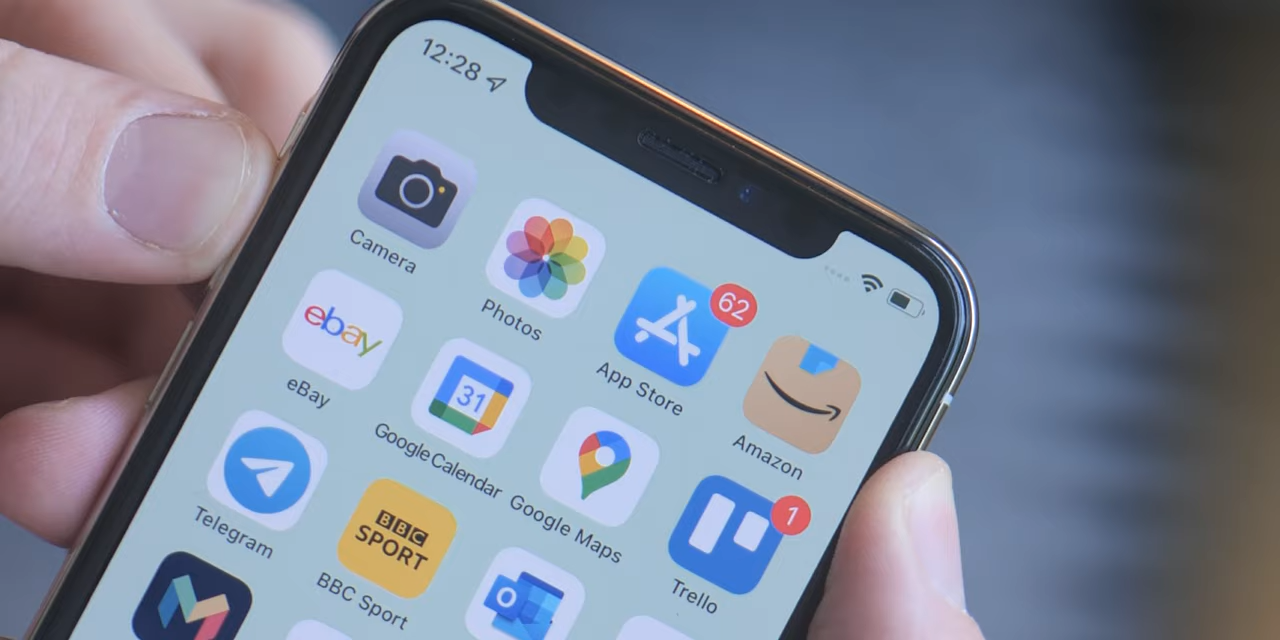 12:28
Camera
Photos
62
App Store
Amazon
ebay
eBay
31
Google Calendar
Google Maps
1
Trello
Telegram
BBC
SPORT
BBC Sport
O